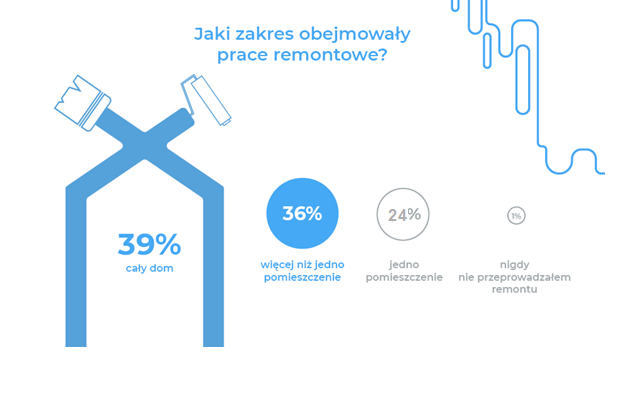 Jaki zakres obejmowały
prace remontowe?
39%
cały dom
36%
więcej niż jedno
pomieszczenie
24%
jedno
pomieszczenie
1%
nigdy
nie przeprowadzałem
remontu